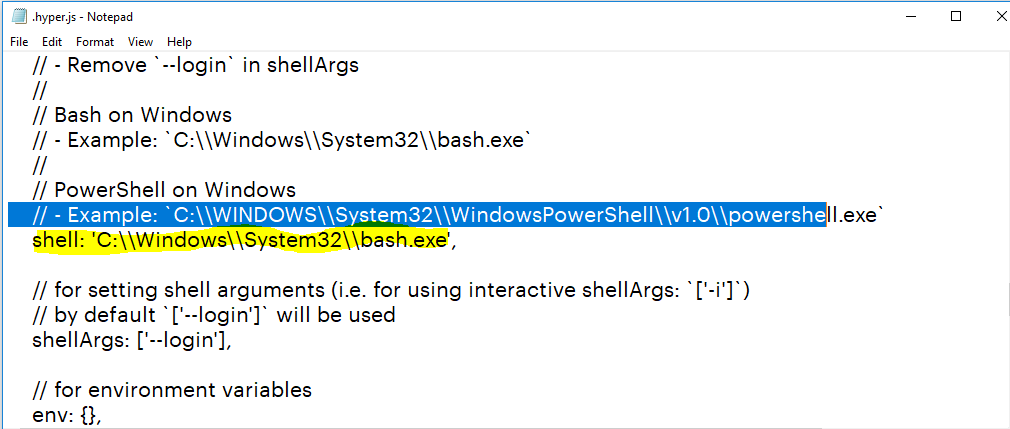 .hyper.js - Notepad
File Edit Format View Help
// - Remove `--login` in shellArgs
//
// Bash on Windows
// - Example: `C:\\Windows\\System32\\bash.exe`
//
// PowerShell on Windows
// - Example: `C:\\WINDOWS\\System32\\WindowsPowerShell\\v1.0\\powershell.exe`
shell: 'C:\\Windows\\System32\\bash.exe',
// for setting shell arguments (i.e. for using interactive shellArgs: `['-i']`)
// by default `['--login']` will be used
shellArgs: ['--login'],
// for environment variables
env: {},